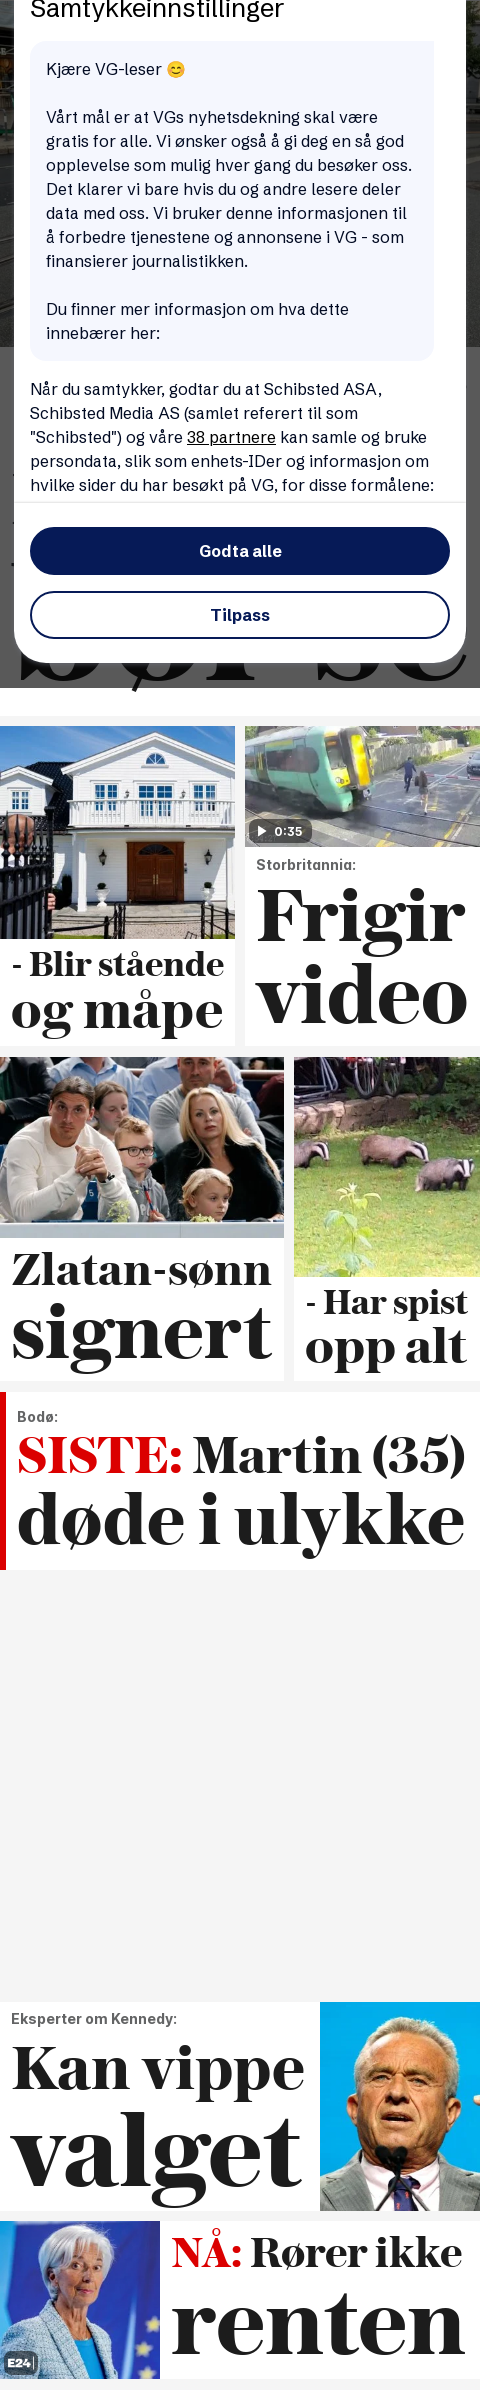 Samtykkeinnstillinger
Kjære VG-leser 😊
Vårt mål er at VGs nyhetsdekning skal være
gratis for alle. Vi ønsker også å gi deg en så god
opplevelse som mulig hver gang du besøker oss.
Det klarer vi bare hvis du og andre lesere deler
data med oss. Vi bruker denne informasjonen til
å forbedre tjenestene og annonsene i VG - som
finansierer journalistikken.
Du finner mer informasjon om hva dette
innebærer her:
Når du samtykker, godtar du at Schibsted ASA,
Schibsted Media AS (samlet referert til som
"Schibsted") og våre 38 partnere kan samle og bruke
persondata, slik som enhets-IDer og informasjon om
hvilke sider du har besøkt på VG, for disse formålene:
Godta alle
Tilpass
bør se
- Blir stående
og måpe
0:35
Storbritannia:
Frigir
video
Zlatan-sønn
signert
- Har spist
opp alt
Bodø:
SISTE: Martin (35)
døde i ulykke
Eksperter om Kennedy:
Kan vippe
valget
E24
NÅ: Rører ikke
renten